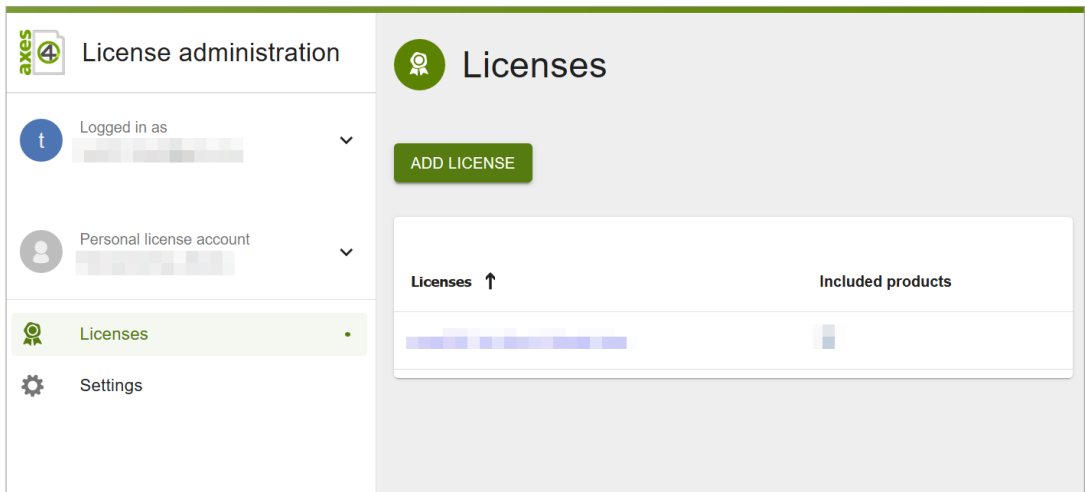 axes
4
License administration
t
Logged in as
Personal license account
Licenses
Settings
Licenses
ADD LICENSE
Licenses
Included products